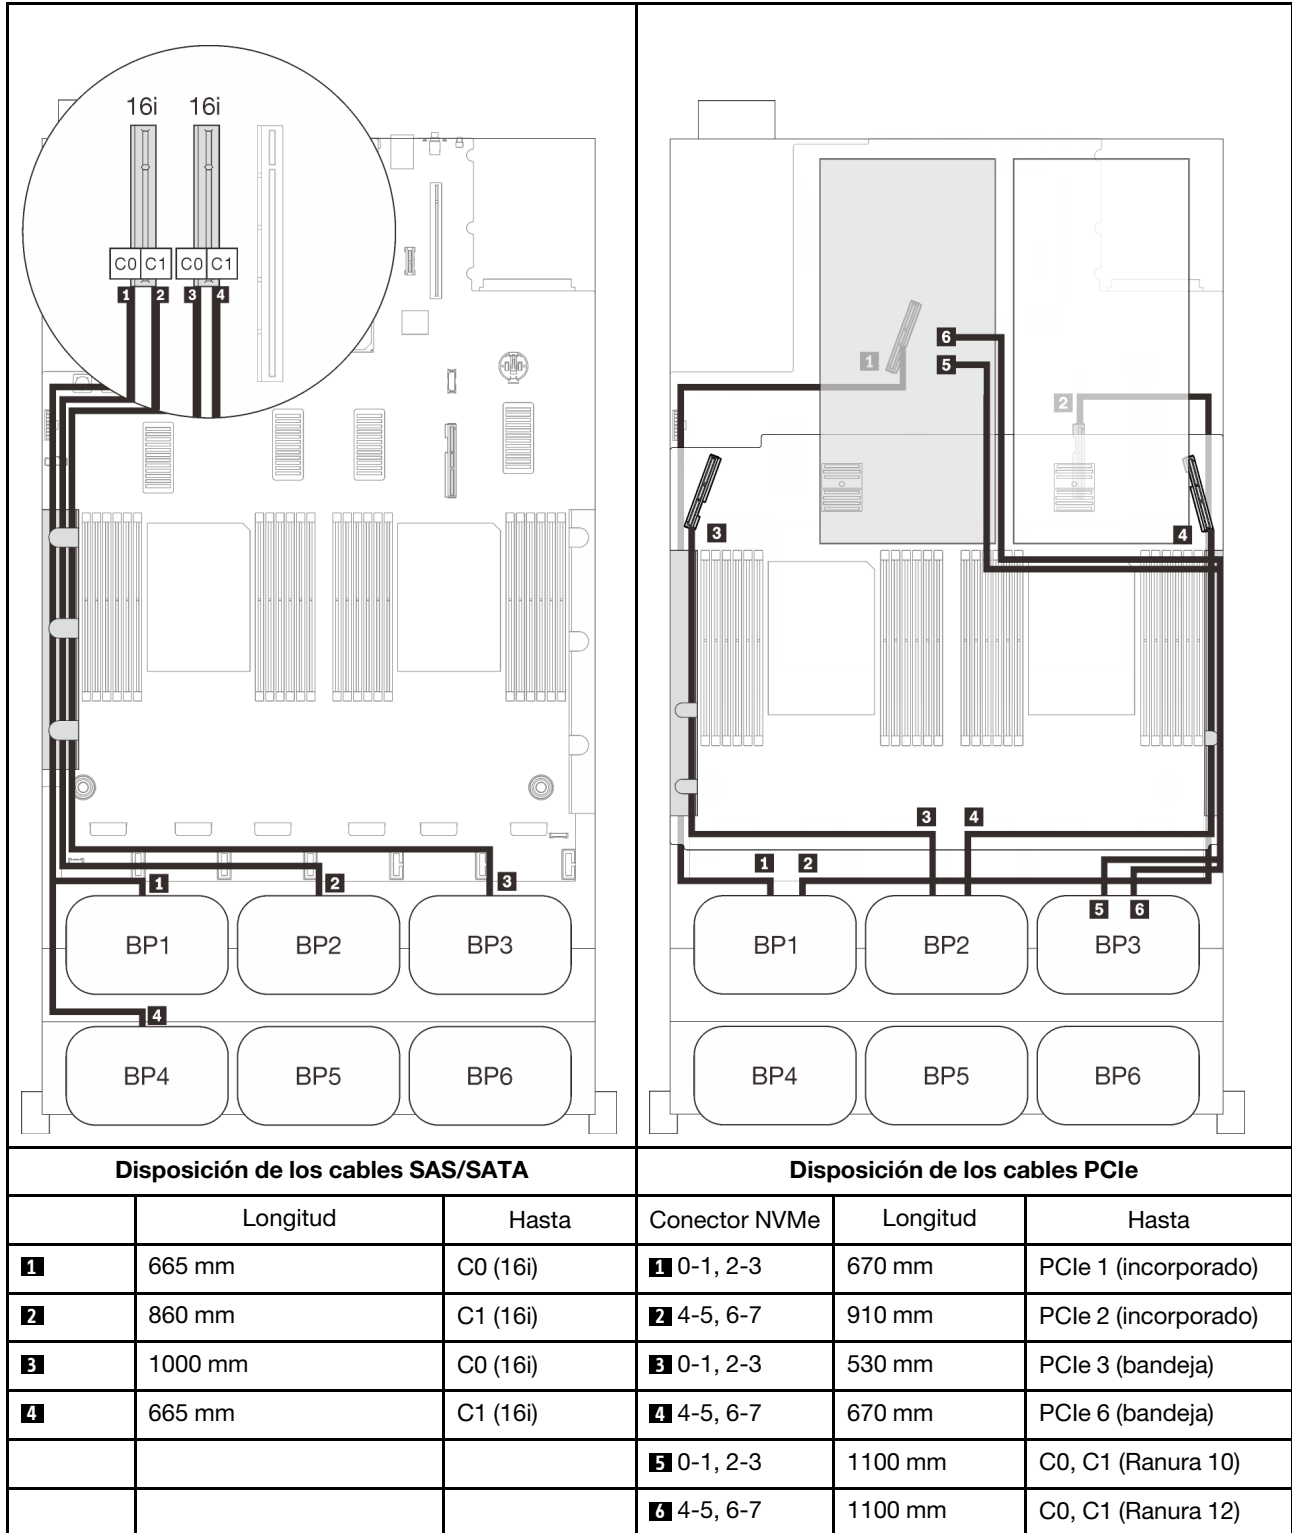 16i 16i
C0 C1 C0 C1
1 2 3 4
1 2 3
BP1 BP2 BP3
4
BP4 BP5 BP6
6
1 5
2
3 4
3 4
1 2
5 6
BP1 BP2 BP3
BP4 BP5 BP6
Disposición de los cables SAS/SATA Disposición de los cables PCIe
Longitud Hasta Conector NVMe Longitud Hasta
1 665 mm C0 (16i) 1 0-1, 2-3 670 mm PCIe 1 (incorporado)
2 860 mm C1 (16i) 2 4-5, 6-7 910 mm PCIe 2 (incorporado)
3 1000 mm C0 (16i) 3 0-1, 2-3 530 mm PCIe 3 (bandeja)
4 665 mm C1 (16i) 4 4-5, 6-7 670 mm PCIe 6 (bandeja)
5 0-1, 2-3 1100 mm C0, C1 (Ranura 10)
6 4-5, 6-7 1100 mm C0, C1 (Ranura 12)